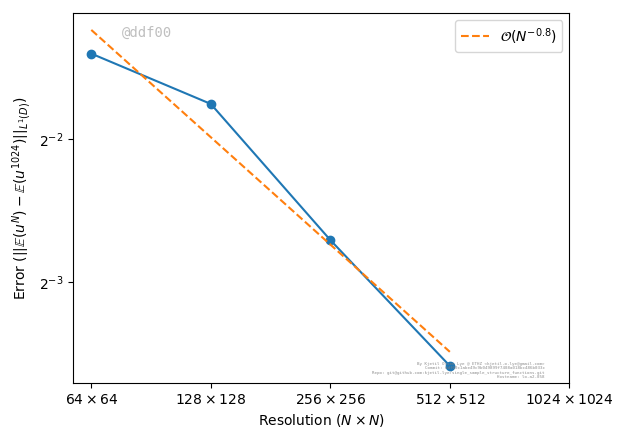 @ddf00
𝒪(N^{-0.8})
2^{-2}
2^{-3}
Error (||𝔼(u^N) − 𝔼(u^{1024})||_{L^1(D)})
64 × 64
128 × 128
256 × 256
512 × 512
1024 × 1024
Resolution (N × N)